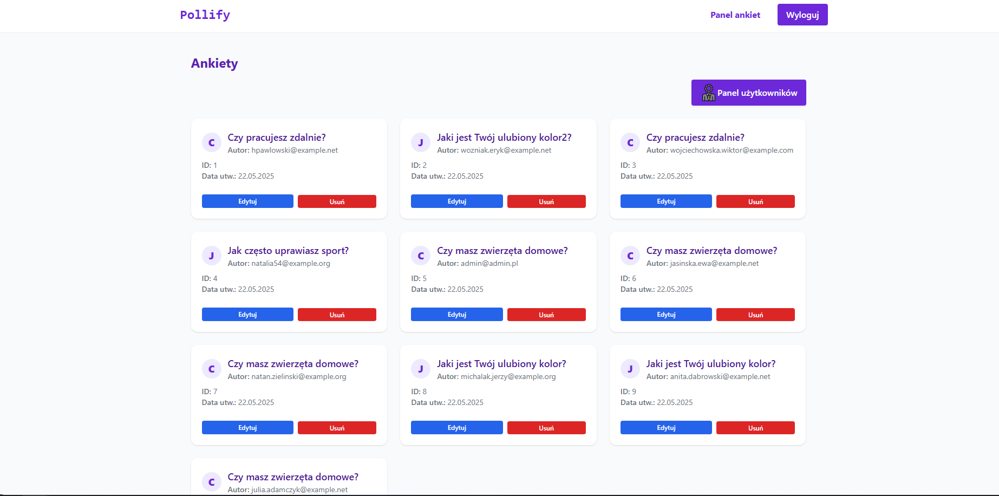 Pollify
Panel ankiet
Wyloguj
Ankiety
Panel użytkowników
C
Czy pracujesz zdalnie?
Autor: hpawlowski@example.net
ID: 1
Data utw.: 22.05.2025
Edytuj
Usuń
J
Jaki jest Twój ulubiony kolor2?
Autor: wozniak.eryk@example.net
ID: 2
Data utw.: 22.05.2025
Edytuj
Usuń
C
Czy pracujesz zdalnie?
Autor: wojciechowska.wiktor@example.com
ID: 3
Data utw.: 22.05.2025
Edytuj
Usuń
J
Jak często uprawiasz sport?
Autor: natalia54@example.org
ID: 4
Data utw.: 22.05.2025
Edytuj
Usuń
C
Czy masz zwierzęta domowe?
Autor: admin@admin.pl
ID: 5
Data utw.: 22.05.2025
Edytuj
Usuń
C
Czy masz zwierzęta domowe?
Autor: jasinska.ewa@example.net
ID: 6
Data utw.: 22.05.2025
Edytuj
Usuń
C
Czy masz zwierzęta domowe?
Autor: natan.zielinski@example.org
ID: 7
Data utw.: 22.05.2025
Edytuj
Usuń
J
Jaki jest Twój ulubiony kolor?
Autor: michalak.jerzy@example.org
ID: 8
Data utw.: 22.05.2025
Edytuj
Usuń
J
Jaki jest Twój ulubiony kolor?
Autor: anita.dabrowski@example.net
ID: 9
Data utw.: 22.05.2025
Edytuj
Usuń
C
Czy masz zwierzęta domowe?
Autor: julia.adamczyk@example.net